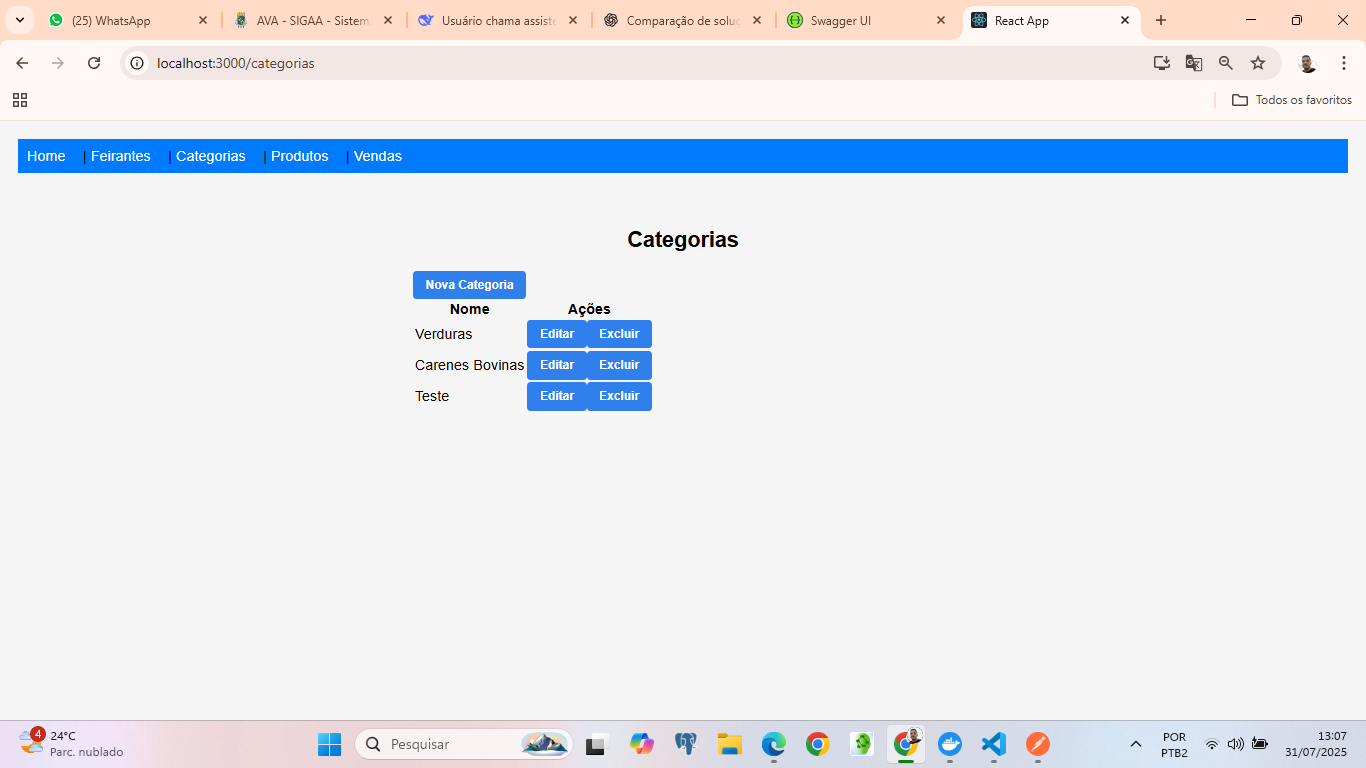 (25) WhatsApp
AVA - SIGAA - Sistem
Usuário chama assiste
Comparação de soluç
Swagger UI
React App
localhost:3000/categorias
Todos os favoritos
Home | Feirantes | Categorias | Produtos | Vendas
Categorias
Nova Categoria
Nome Ações
Verduras Editar Excluir
Carenes Bovinas Editar Excluir
Teste Editar Excluir
4
24°C
Parc. nublado
Pesquisar
POR
PTB2
13:07
31/07/2025